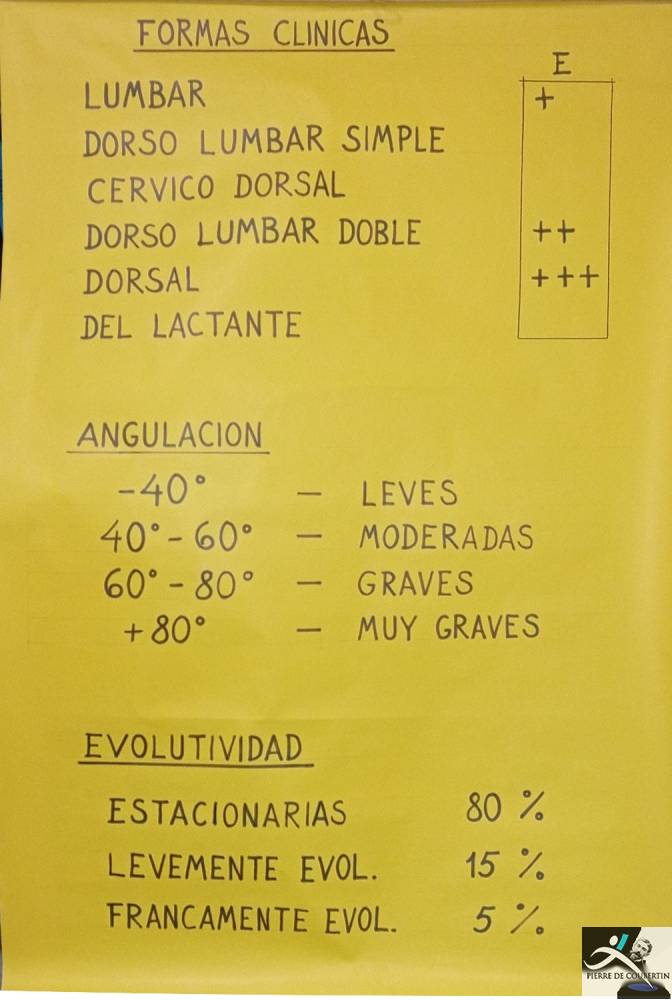 FORMAS CLINICAS
E
LUMBAR +
DORSO LUMBAR SIMPLE
CERVICO DORSAL
DORSO LUMBAR DOBLE ++
DORSAL +++
DEL LACTANTE
ANGULACION
-40° — LEVES
40° - 60° — MODERADAS
60° - 80° — GRAVES
+80° — MUY GRAVES
EVOLUTIVIDAD
ESTACIONARIAS 80 %
LEVEMENTE EVOL. 15 %
FRANCAMENTE EVOL. 5 %
PIERRE DE COUBERTIN